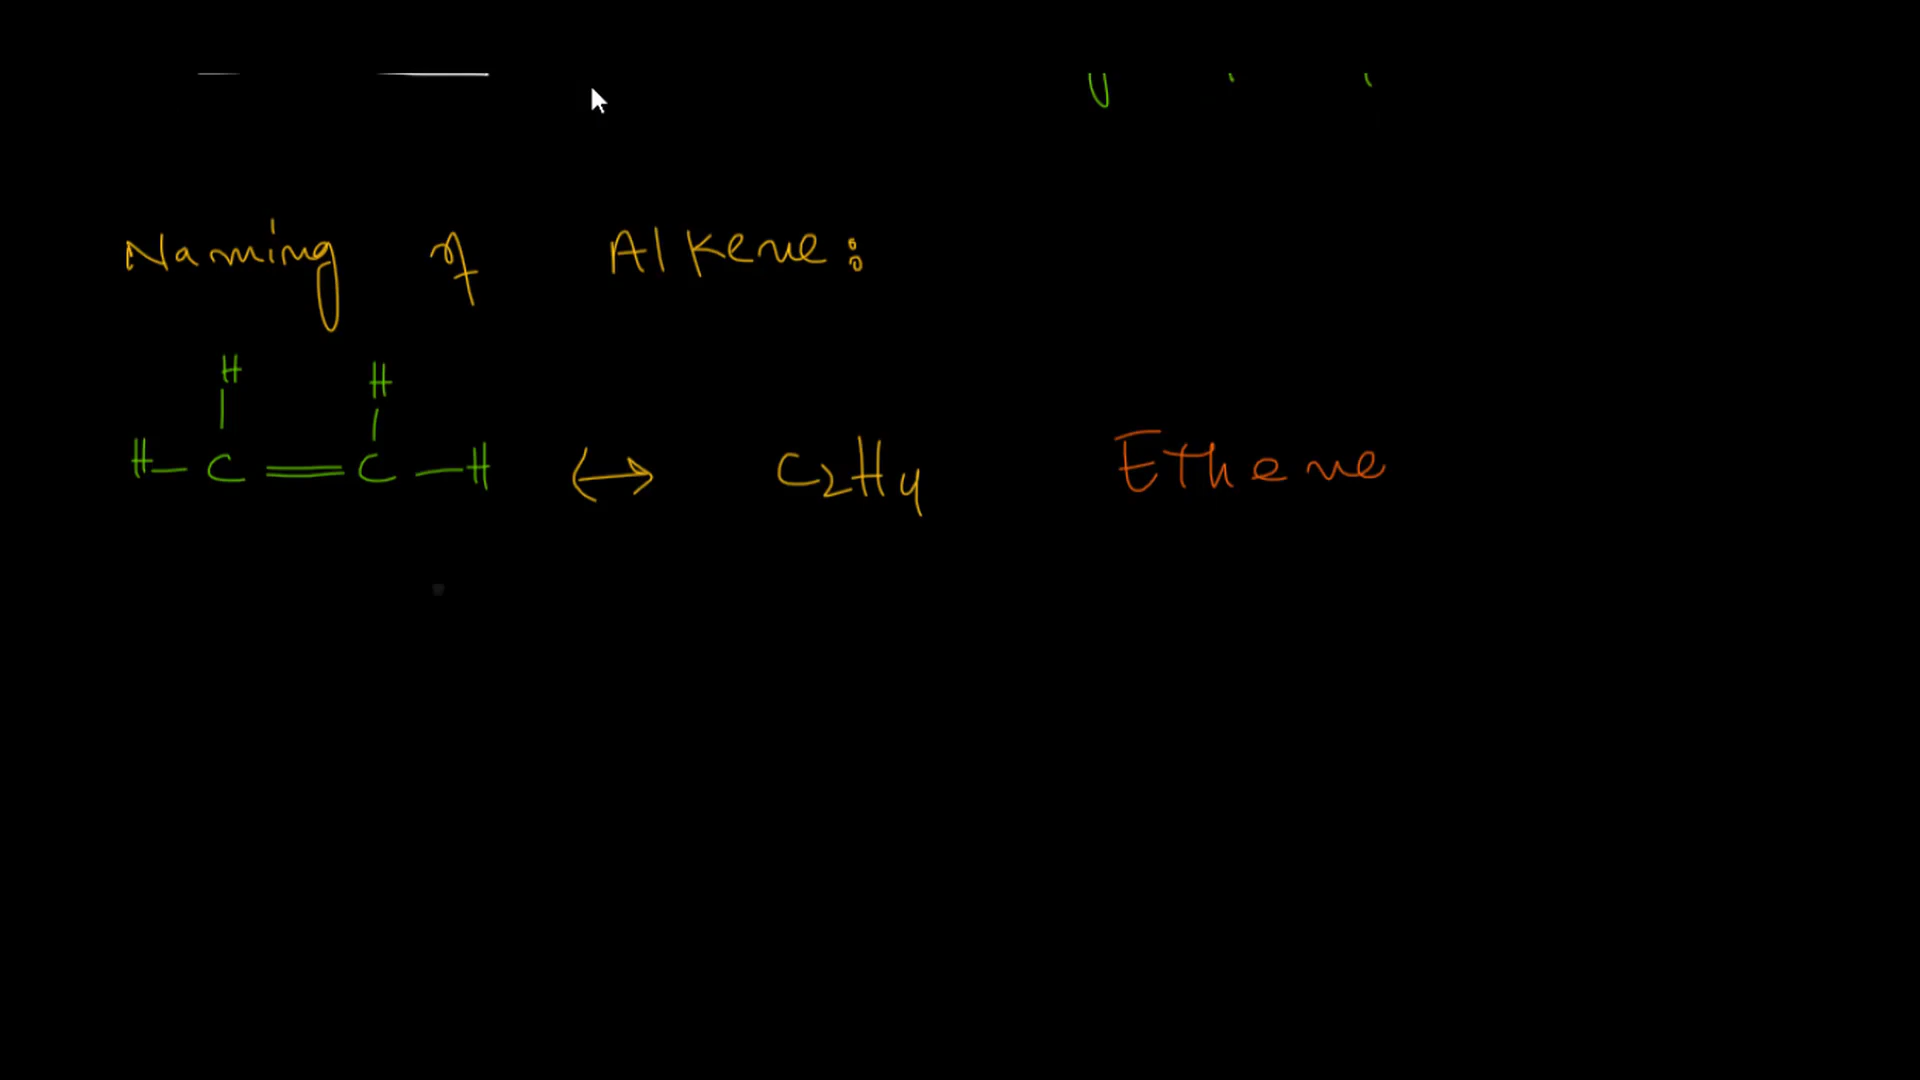 Naming of Alkene:
H H
H-C=C-H ↔ C2H4 Ethene